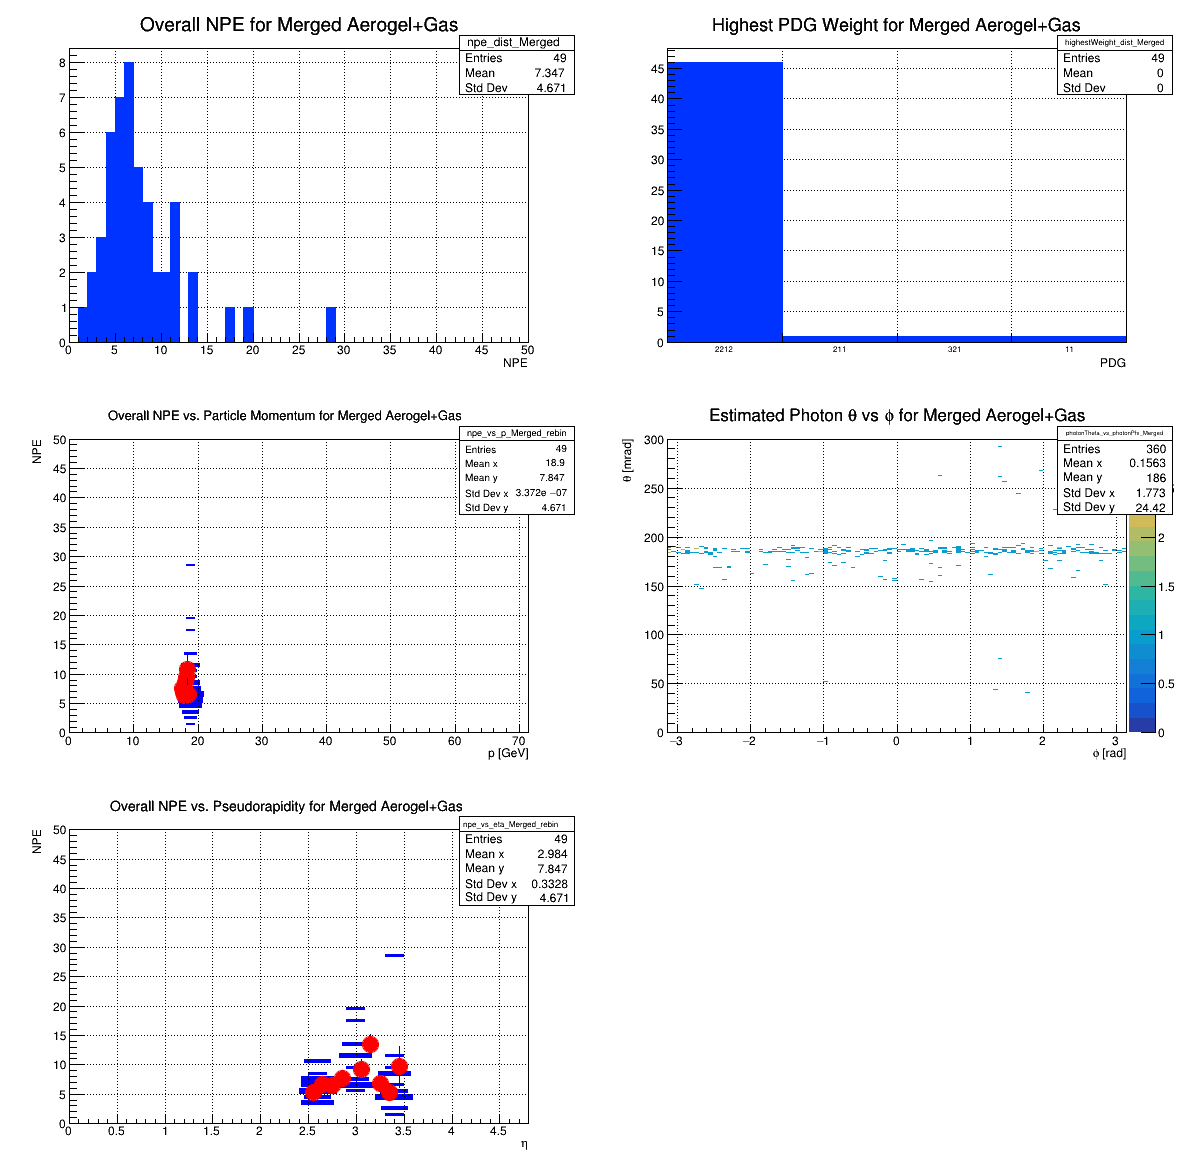 Overall NPE for Merged Aerogel+Gas
npe_dist_Merged
Entries 49
Mean 7.347
Std Dev 4.671
8
7
6
5
4
3
2
1
0
0 5 10 15 20 25 30 35 40 45 50
NPE
Highest PDG Weight for Merged Aerogel+Gas
highestWeight_dist_Merged
Entries 49
Mean 0
Std Dev 0
45
40
35
30
25
20
15
10
5
0
2212 211 321 11
PDG
Overall NPE vs. Particle Momentum for Merged Aerogel+Gas
npe_vs_p_Merged_rebin
Entries 49
Mean x 18.9
Mean y 7.847
Std Dev x 3.372e −07
Std Dev y 4.671
NPE
50
45
40
35
30
25
20
15
10
5
0
0 10 20 30 40 50 60 70
p [GeV]
Estimated Photon θ vs ϕ for Merged Aerogel+Gas
photonTheta_vs_photonPhi_Merged
Entries 360
Mean x 0.1563
Mean y 186
Std Dev x 1.773
Std Dev y 24.42
θ [mrad]
300
250
200
150
100
50
0
−3 −2 −1 0 1 2 3
ϕ [rad]
2
1.5
1
0.5
0
Overall NPE vs. Pseudorapidity for Merged Aerogel+Gas
npe_vs_eta_Merged_rebin
Entries 49
Mean x 2.984
Mean y 7.847
Std Dev x 0.3328
Std Dev y 4.671
NPE
50
45
40
35
30
25
20
15
10
5
0
0 0.5 1 1.5 2 2.5 3 3.5 4 4.5
η